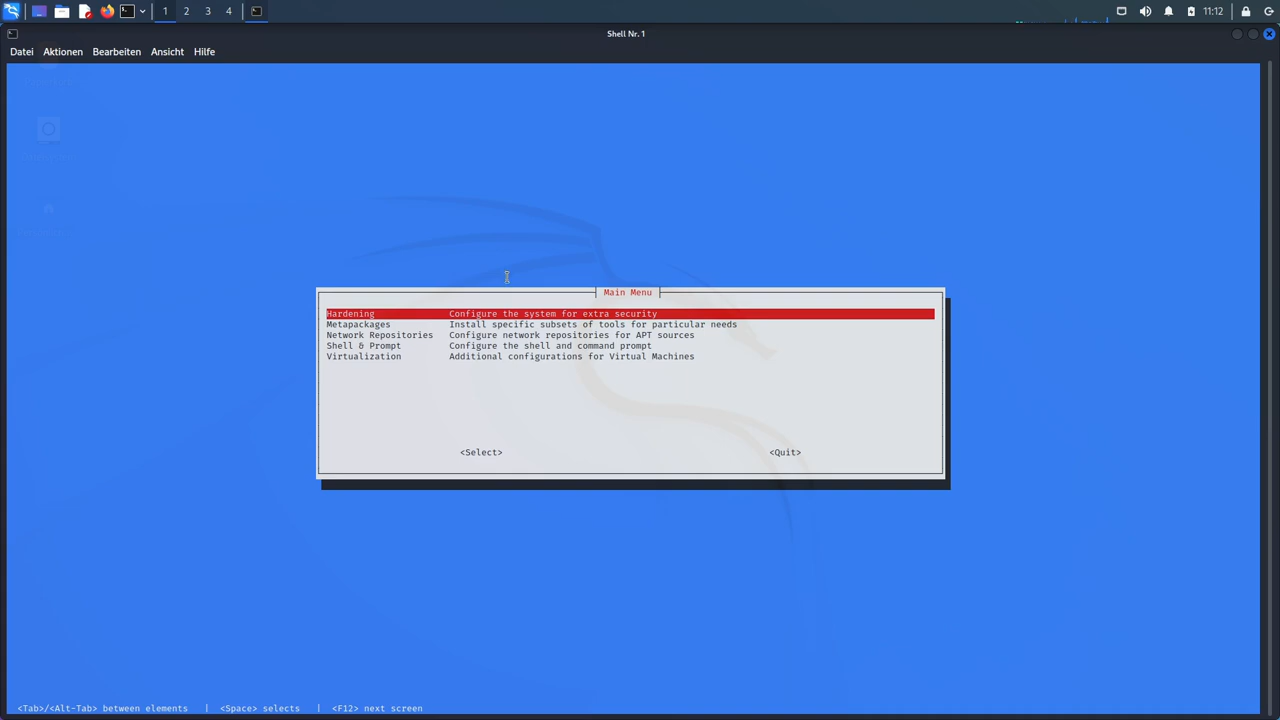 1 2 3 4 11:12
Shell Nr. 1
Datei Aktionen Bearbeiten Ansicht Hilfe
Main Menu
Hardening Configure the system for extra security
Metapackages Install specific subsets of tools for particular needs
Network Repositories Configure network repositories for APT sources
Shell & Prompt Configure the shell and command prompt
Virtualization Additional configurations for Virtual Machines
<Select> <Quit>
<Tab>/<Alt-Tab> between elements | <Space> selects | <F12> next screen